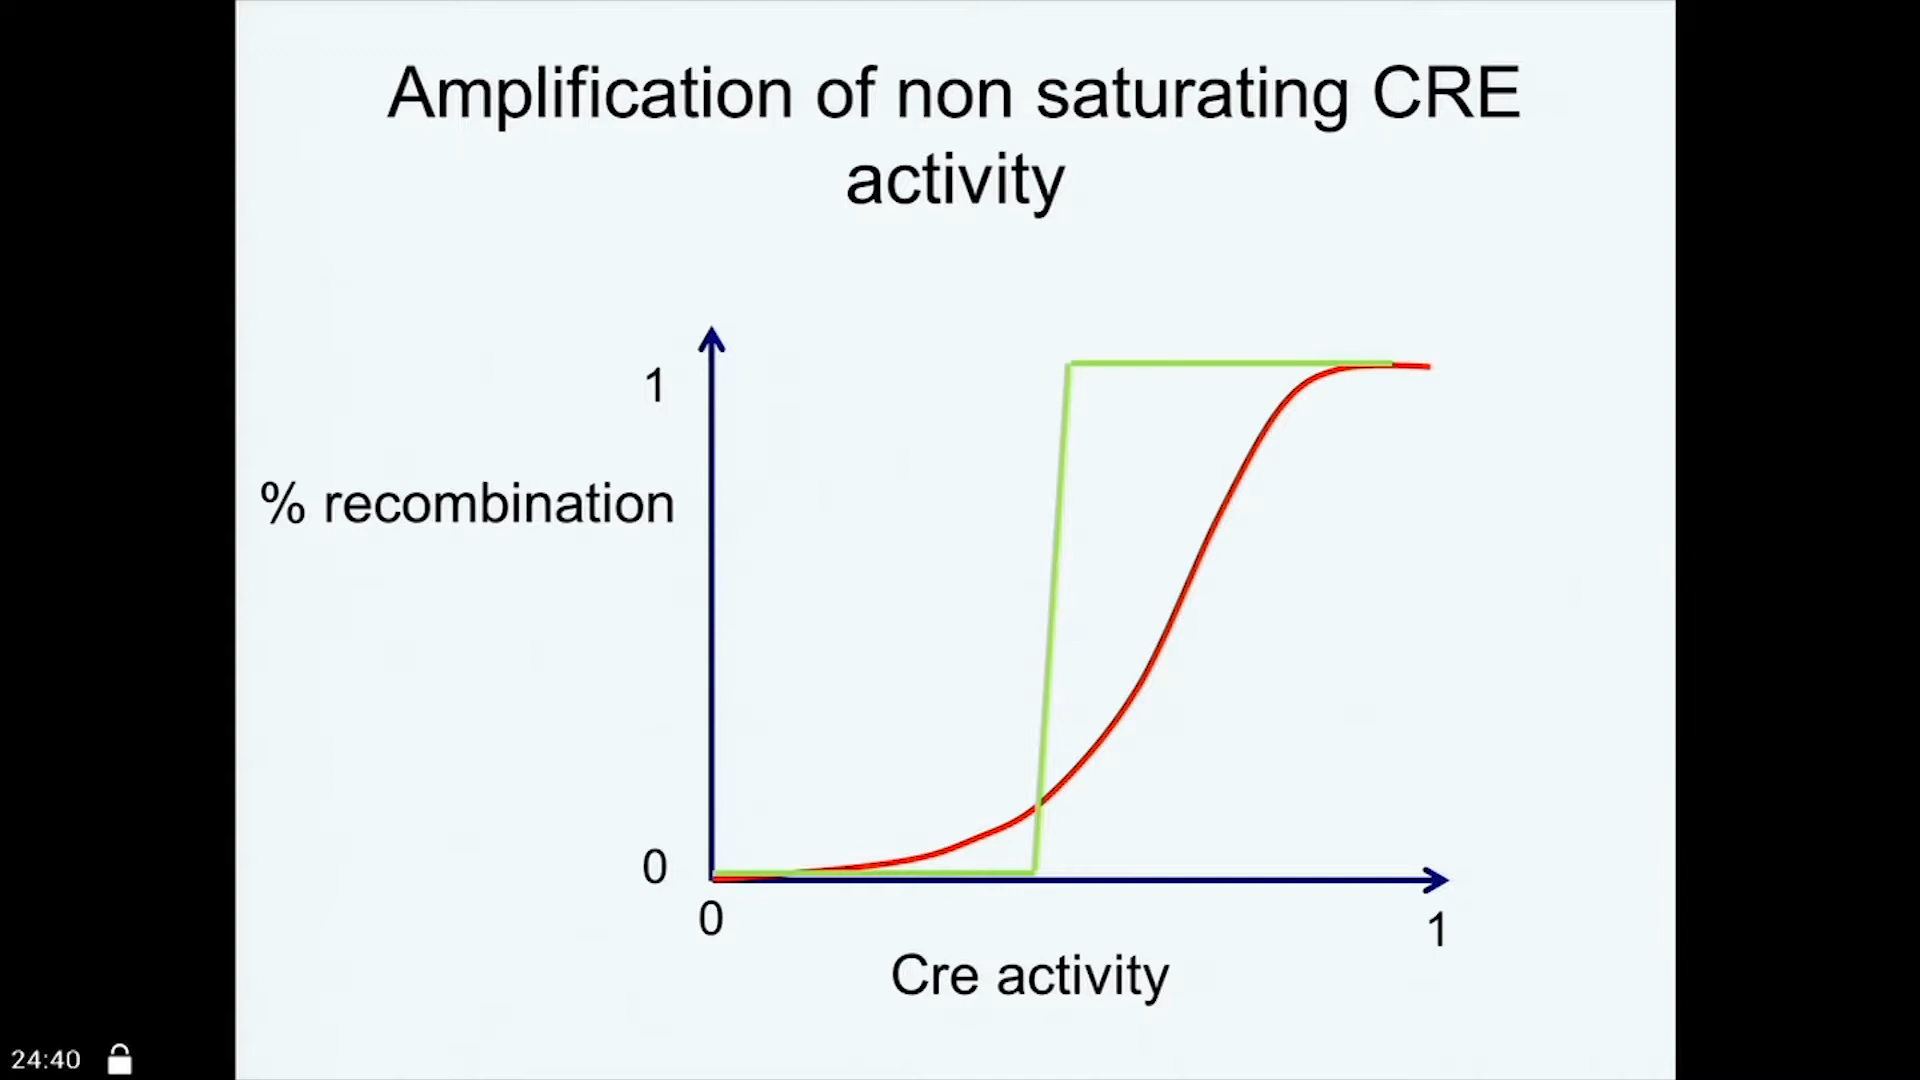 Amplification of non saturating CRE
activity
1
% recombination
0
0
1
Cre activity
24:40